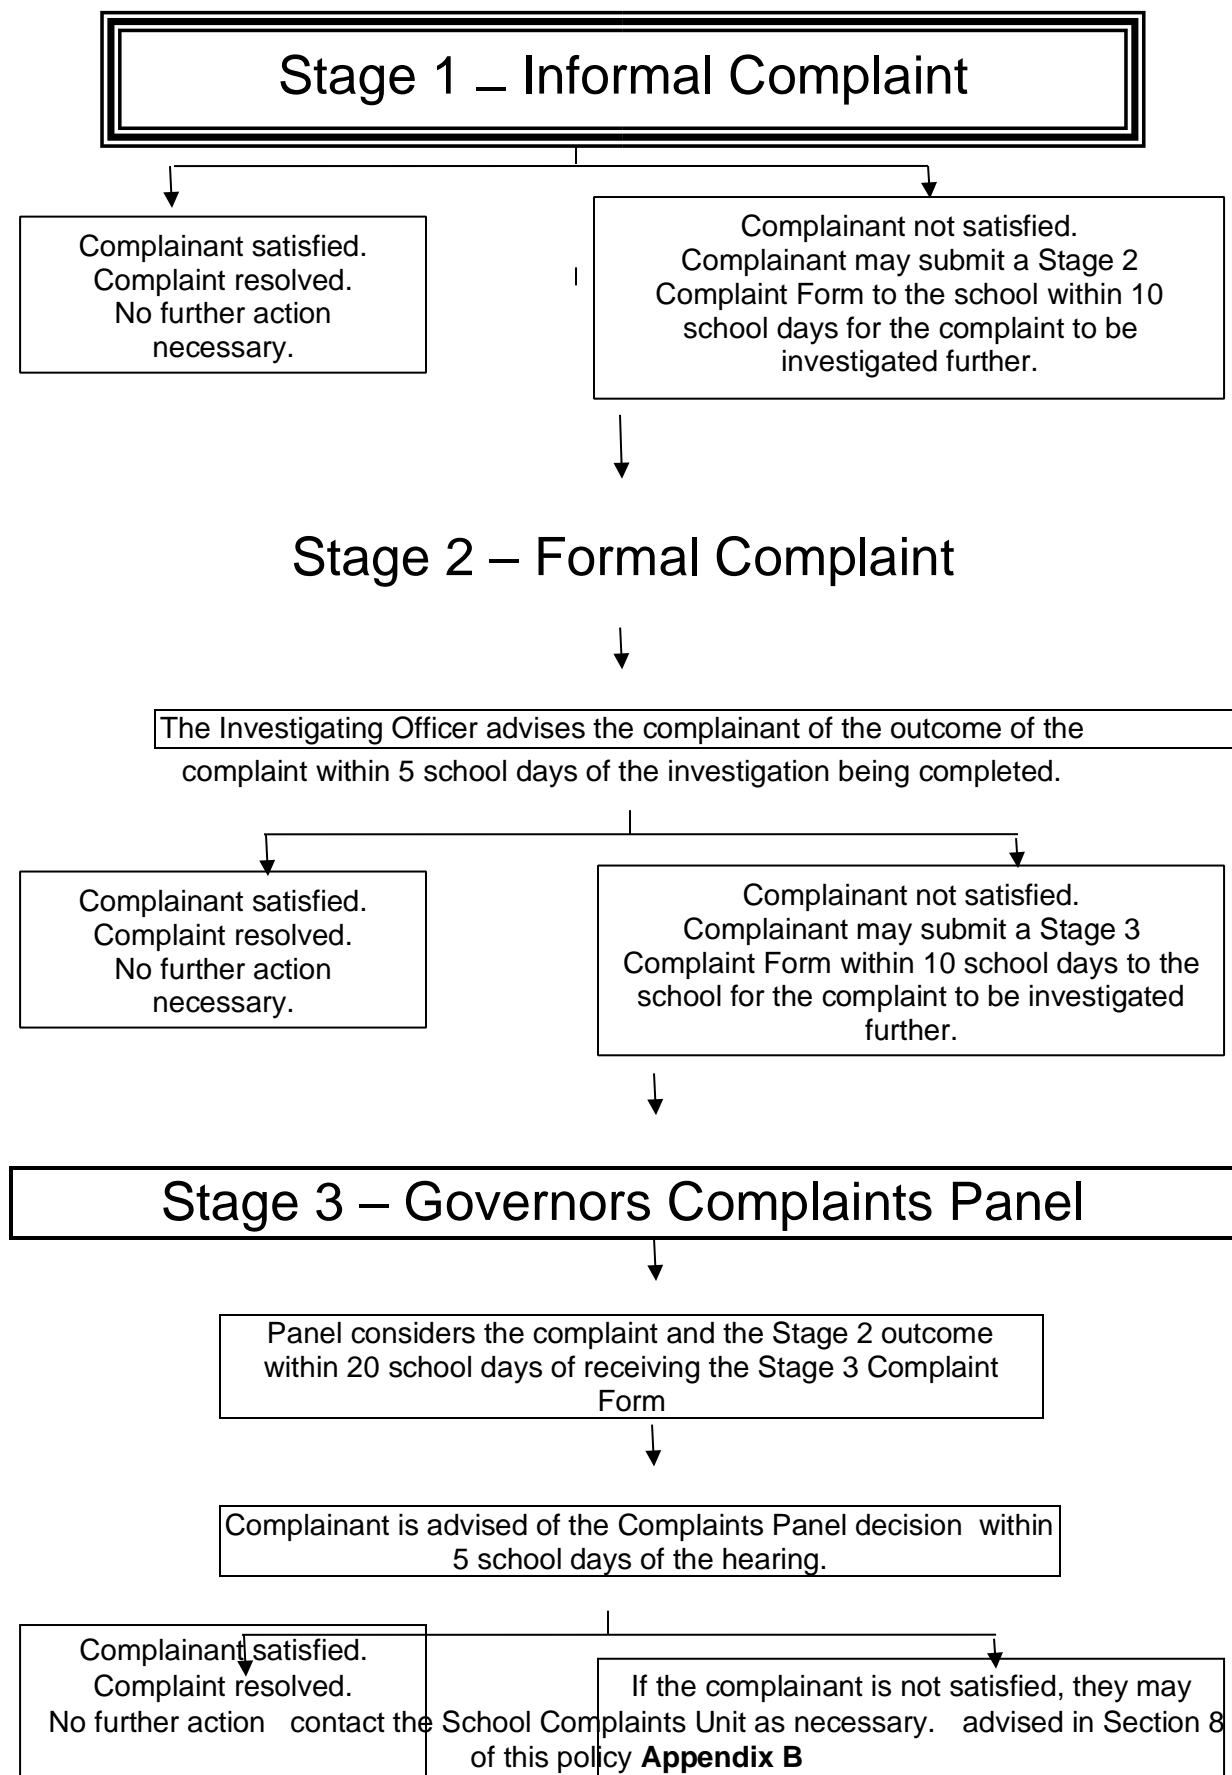 Stage 1 – Informal Complaint
Complainant satisfied.
Complaint resolved.
No further action
necessary.
Complainant not satisfied.
Complainant may submit a Stage 2
Complaint Form to the school within 10
school days for the complaint to be
investigated further.
Stage 2 – Formal Complaint
The Investigating Officer advises the complainant of the outcome of the
complaint within 5 school days of the investigation being completed.
Complainant satisfied.
Complaint resolved.
No further action
necessary.
Complainant not satisfied.
Complainant may submit a Stage 3
Complaint Form within 10 school days to the
school for the complaint to be investigated
further.
Stage 3 – Governors Complaints Panel
Panel considers the complaint and the Stage 2 outcome
within 20 school days of receiving the Stage 3 Complaint
Form
Complainant is advised of the Complaints Panel decision within
5 school days of the hearing.
Complainant satisfied.
Complaint resolved.
If the complainant is not satisfied, they may
No further action contact the School Complaints Unit as necessary. advised in Section 8
of this policy Appendix B